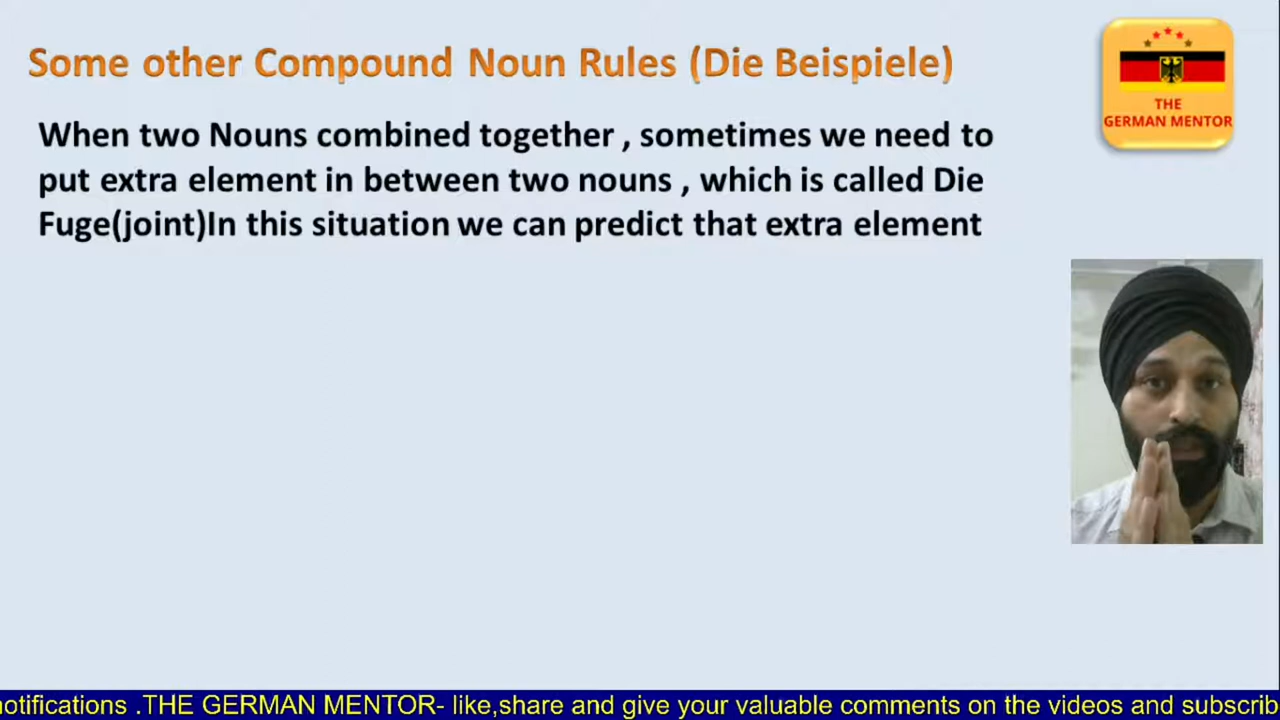 Some other Compound Noun Rules (Die Beispiele)
When two Nouns combined together , sometimes we need to
put extra element in between two nouns , which is called Die
Fuge(joint)In this situation we can predict that extra element
THE
GERMAN MENTOR
otifications .THE GERMAN MENTOR- like,share and give your valuable comments on the videos and subscrib